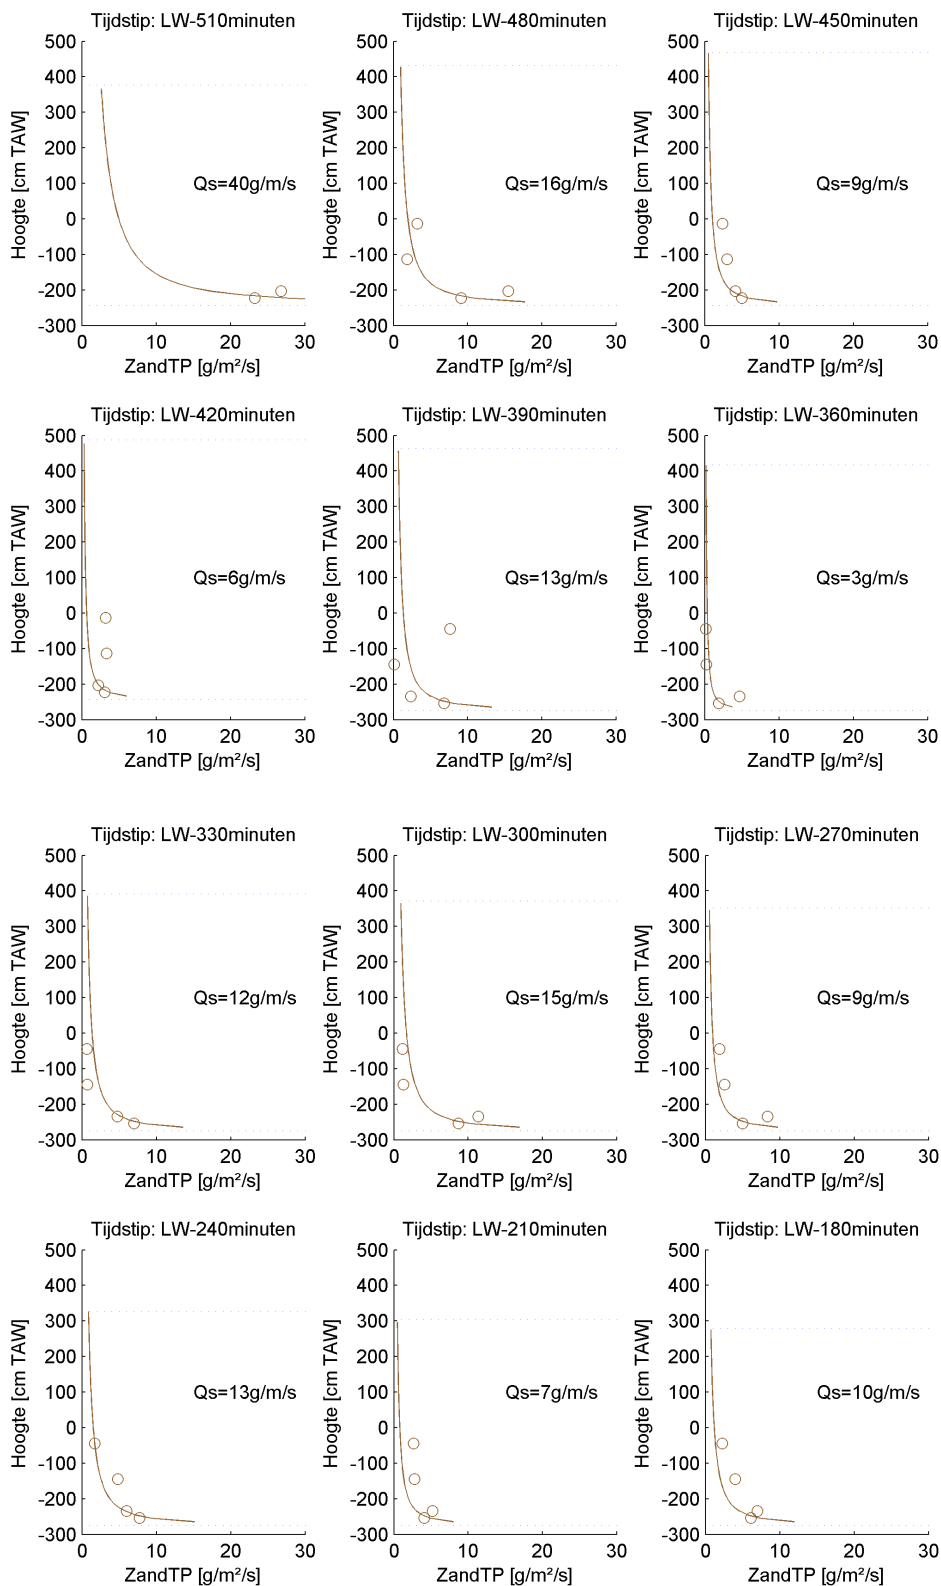 Tijdstip: LW-510minuten
500
400
300
200
100
0
-100
-200
-300
Hoogte [cm TAW]
Qs=40g/m/s
0 10 20 30
ZandTP [g/m²/s]
Tijdstip: LW-480minuten
500
400
300
200
100
0
-100
-200
-300
Hoogte [cm TAW]
Qs=16g/m/s
0 10 20 30
ZandTP [g/m²/s]
Tijdstip: LW-450minuten
500
400
300
200
100
0
-100
-200
-300
Hoogte [cm TAW]
Qs=9g/m/s
0 10 20 30
ZandTP [g/m²/s]
Tijdstip: LW-420minuten
500
400
300
200
100
0
-100
-200
-300
Hoogte [cm TAW]
Qs=6g/m/s
0 10 20 30
ZandTP [g/m²/s]
Tijdstip: LW-390minuten
500
400
300
200
100
0
-100
-200
-300
Hoogte [cm TAW]
Qs=13g/m/s
0 10 20 30
ZandTP [g/m²/s]
Tijdstip: LW-360minuten
500
400
300
200
100
0
-100
-200
-300
Hoogte [cm TAW]
Qs=3g/m/s
0 10 20 30
ZandTP [g/m²/s]
Tijdstip: LW-330minuten
500
400
300
200
100
0
-100
-200
-300
Hoogte [cm TAW]
Qs=12g/m/s
0 10 20 30
ZandTP [g/m²/s]
Tijdstip: LW-300minuten
500
400
300
200
100
0
-100
-200
-300
Hoogte [cm TAW]
Qs=15g/m/s
0 10 20 30
ZandTP [g/m²/s]
Tijdstip: LW-270minuten
500
400
300
200
100
0
-100
-200
-300
Hoogte [cm TAW]
Qs=9g/m/s
0 10 20 30
ZandTP [g/m²/s]
Tijdstip: LW-240minuten
500
400
300
200
100
0
-100
-200
-300
Hoogte [cm TAW]
Qs=13g/m/s
0 10 20 30
ZandTP [g/m²/s]
Tijdstip: LW-210minuten
500
400
300
200
100
0
-100
-200
-300
Hoogte [cm TAW]
Qs=7g/m/s
0 10 20 30
ZandTP [g/m²/s]
Tijdstip: LW-180minuten
500
400
300
200
100
0
-100
-200
-300
Hoogte [cm TAW]
Qs=10g/m/s
0 10 20 30
ZandTP [g/m²/s]